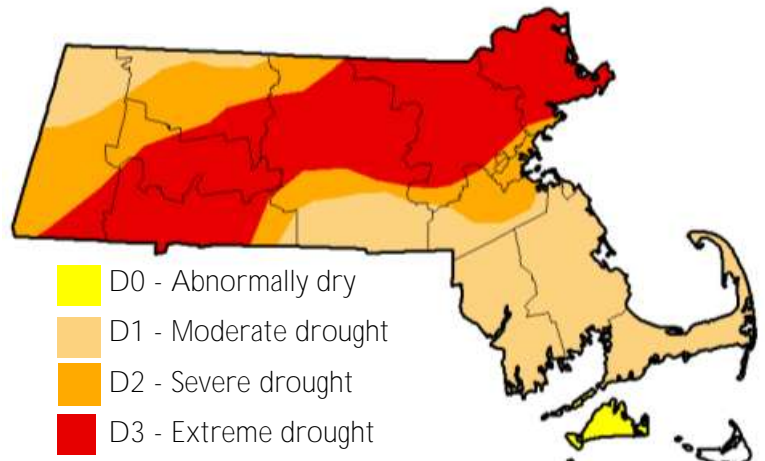 D0 - Abnormally dry
D1 - Moderate drought
D2 - Severe drought
D3 - Extreme drought